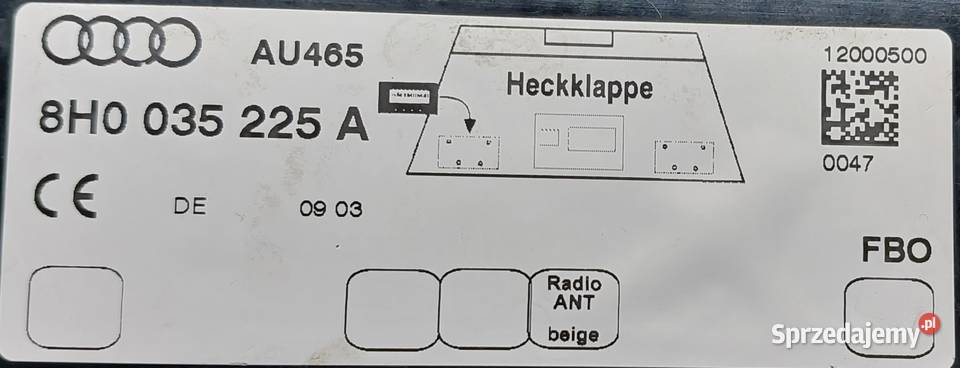 AU465
8H0 035 225 A
Heckklappe
12000500
0047
CE
DE
09 03
FBO
Radio
ANT
beige
Sprzedajemy.pl